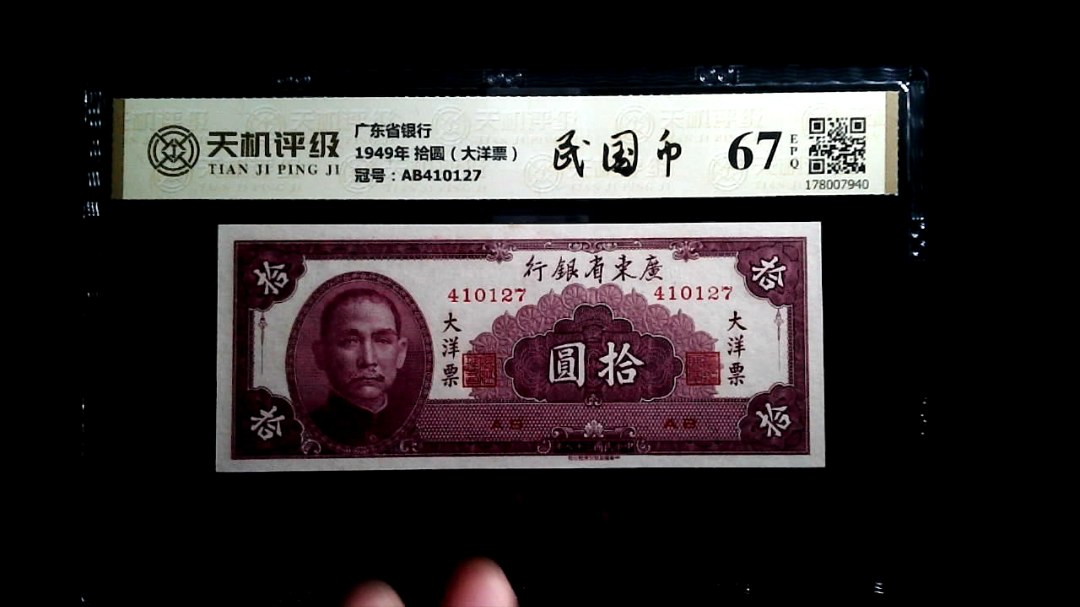 天机评级
TIAN JI PING JI
广东省银行
1949年 拾圆（大洋票）
冠号：AB410127
民国币
67
EPQ
178007940
拾
拾
行銀省東廣
410127
410127
大洋票
大洋票
圓拾
AB
AB
拾
拾